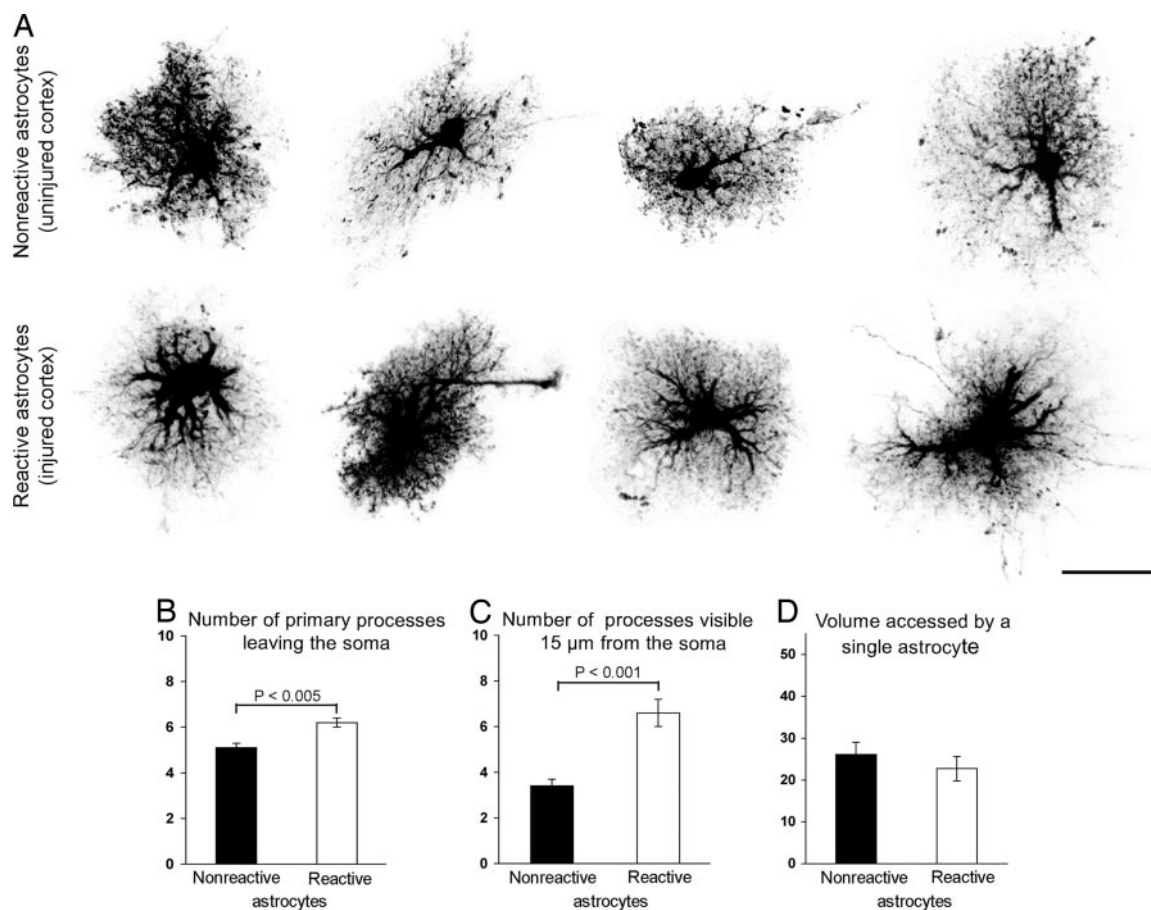 A
Nonreactive astrocytes
(uninjured cortex)
Reactive astrocytes
(injured cortex)
B
Number of primary processes
leaving the soma
10
8
6
4
2
0
P < 0.005
Nonreactive Reactive
astrocytes
C
Number of processes visible
15 µm from the soma
10
8
6
4
2
0
P < 0.001
Nonreactive Reactive
astrocytes
D
Volume accessed by a
single astrocyte
50
40
30
20
10
0
Nonreactive Reactive
astrocytes